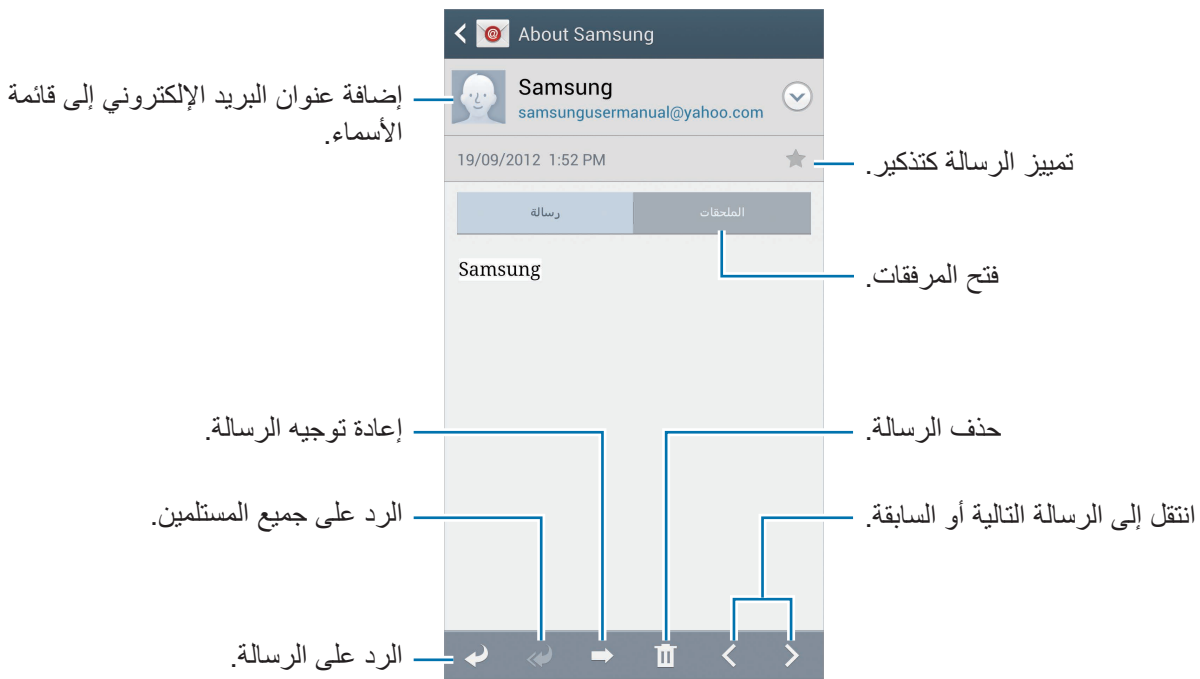 About Samsung
Samsung
samsungusermanual@yahoo.com
إضافة عنوان البريد الإلكتروني إلى قائمة
الأسماء.
19/09/2012 1:52 PM
تمييز الرسالة كتذكير.
الملحقات
رسالة
Samsung
فتح المرفقات.
حذف الرسالة.
إعادة توجيه الرسالة.
انتقل إلى الرسالة التالية أو السابقة.
الرد على جميع المستلمين.
الرد على الرسالة.